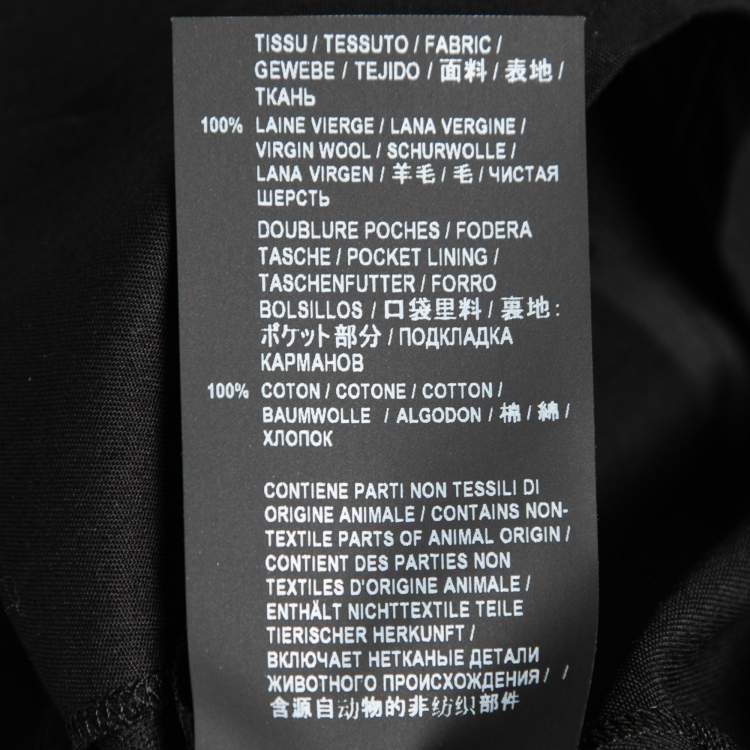 TISSU / TESSUTO / FABRIC /
GEWEBE / TEJIDO / 面料 / 表地 /
ТКАНЬ
100% LAINE VIERGE / LANA VERGINE /
VIRGIN WOOL / SCHURWOLLE /
LANA VIRGEN / 羊毛 / 毛 / ЧИСТАЯ
ШЕРСТЬ
DOUBLURE POCHES / FODERA
TASCHE / POCKET LINING /
TASCHENFUTTER / FORRO
BOLSILLOS / 口袋里料 / 裏地:
ポケット部分 / ПОДКЛАДКА
КАРМАНОВ
100% COTON / COTONE / COTTON /
BAUMWOLLE / ALGODON / 棉 / 綿 /
ХЛОПОК
CONTIENE PARTI NON TESSILI DI
ORIGINE ANIMALE / CONTAINS NON-
TEXTILE PARTS OF ANIMAL ORIGIN /
CONTIENT DES PARTIES NON
TEXTILES D'ORIGINE ANIMALE /
ENTHÄLT NICHTTEXTILE TEILE
TIERISCHER HERKUNFT /
ВКЛЮЧАЕТ НЕТКАНЫЕ ДЕТАЛИ
ЖИВОТНОГО ПРОИСХОЖДЕНИЯ / /
含源自动物的非纺织部件